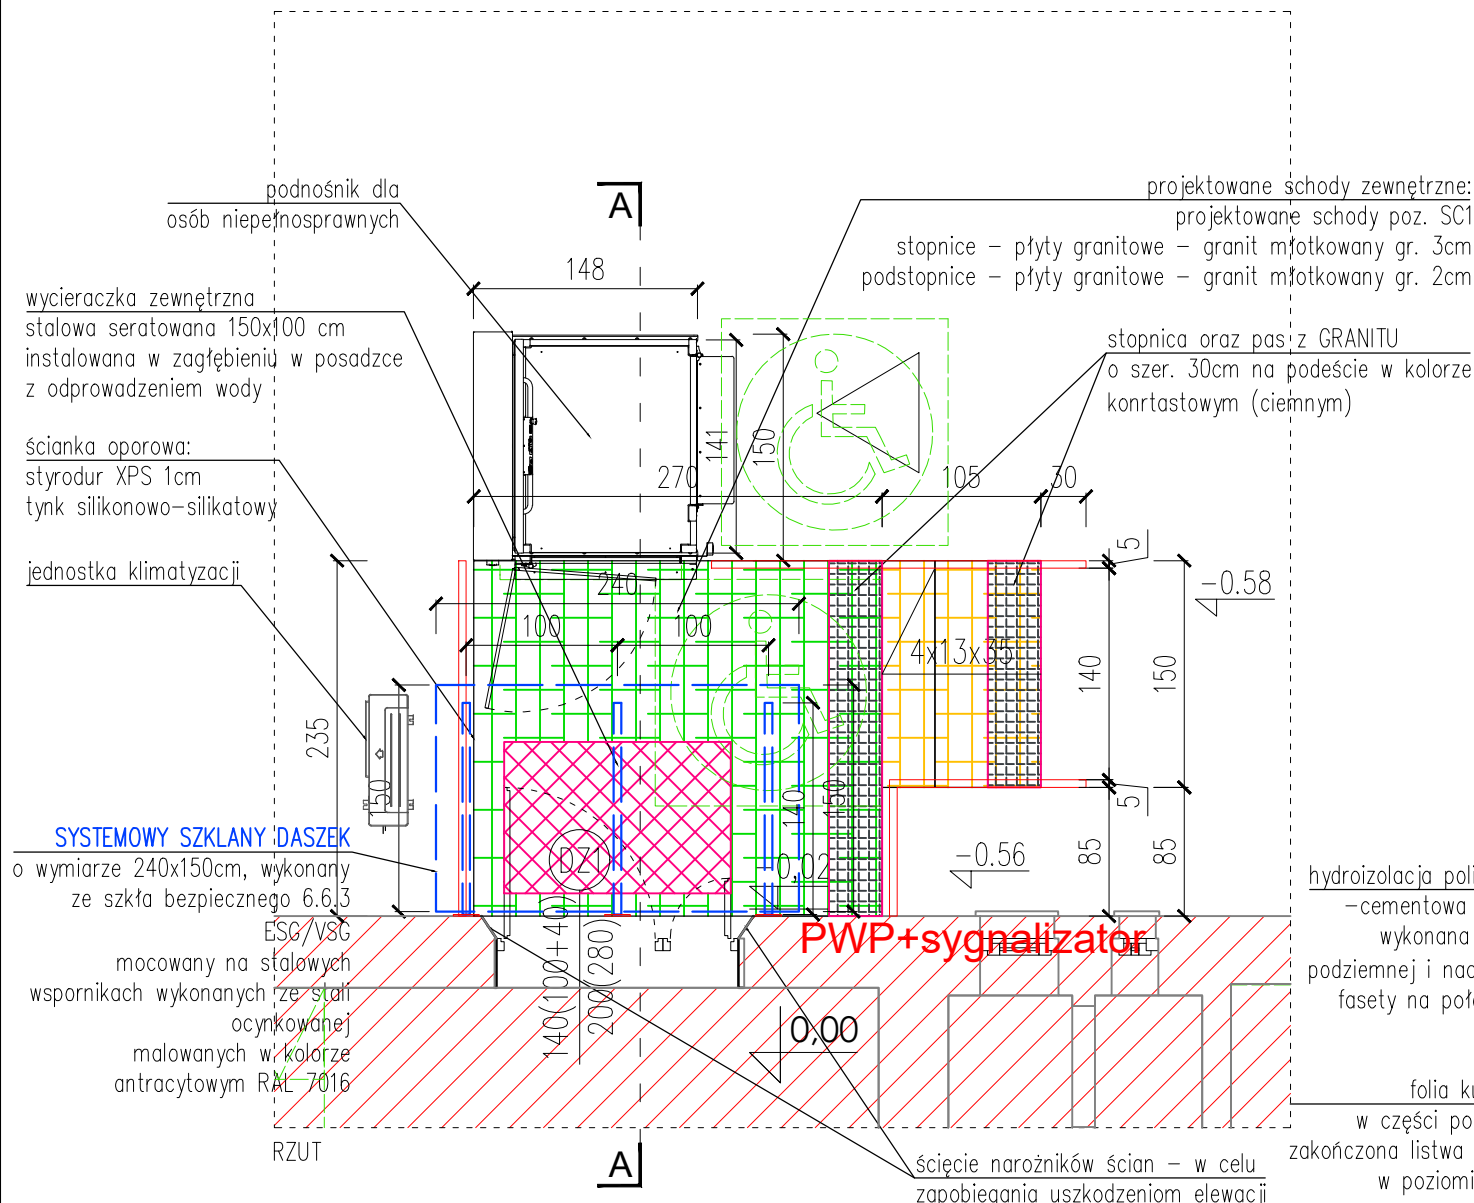 podnośnik dla
osób niepełnosprawnych
A
projektowane schody zewnętrzne:
projektowane schody poz. SC1
stopnice – płyty granitowe – granit młotkowany gr. 3cm
podstopnice – płyty granitowe – granit młotkowany gr. 2cm
148
wycieraczka zewnętrzna
stalowa seratowana 150x100 cm
instalowana w zagłębieniu w posadzce
z odprowadzeniem wody
stopnica oraz pas z GRANITU
o szer. 30cm na podeście w kolorze
konrtastowym (ciemnym)
ścianka oporowa:
styrodur XPS 1cm
tynk silikonowo-silikatowy
141
150
270
105
30
jednostka klimatyzacji
5
-0.58
240
100
100
4x13x35
140
150
235
150
140
150
5
85
85
SYSTEMOWY SZKLANY DASZEK
o wymiarze 240x150cm, wykonany
ze szkła bezpiecznego 6.6.3
ESG/VSG
mocowany na stalowych
wspornikach wykonanych ze stali
ocynkowanej
malowanych w kolorze
antracytowym RAL 7016
DZ1
-0,02
-0.56
PWP+sygnalizator
140(100+40)
200(280)
0,00
hydroizolacja poli
-cementowa
wykonana
podziemnej i nad
fasety na poł
folia ku
w części po
zakończona listwa
w poziomi
RZUT
A
ścięcie narożników ścian – w celu
zapobiegania uszkodzeniom elewacji